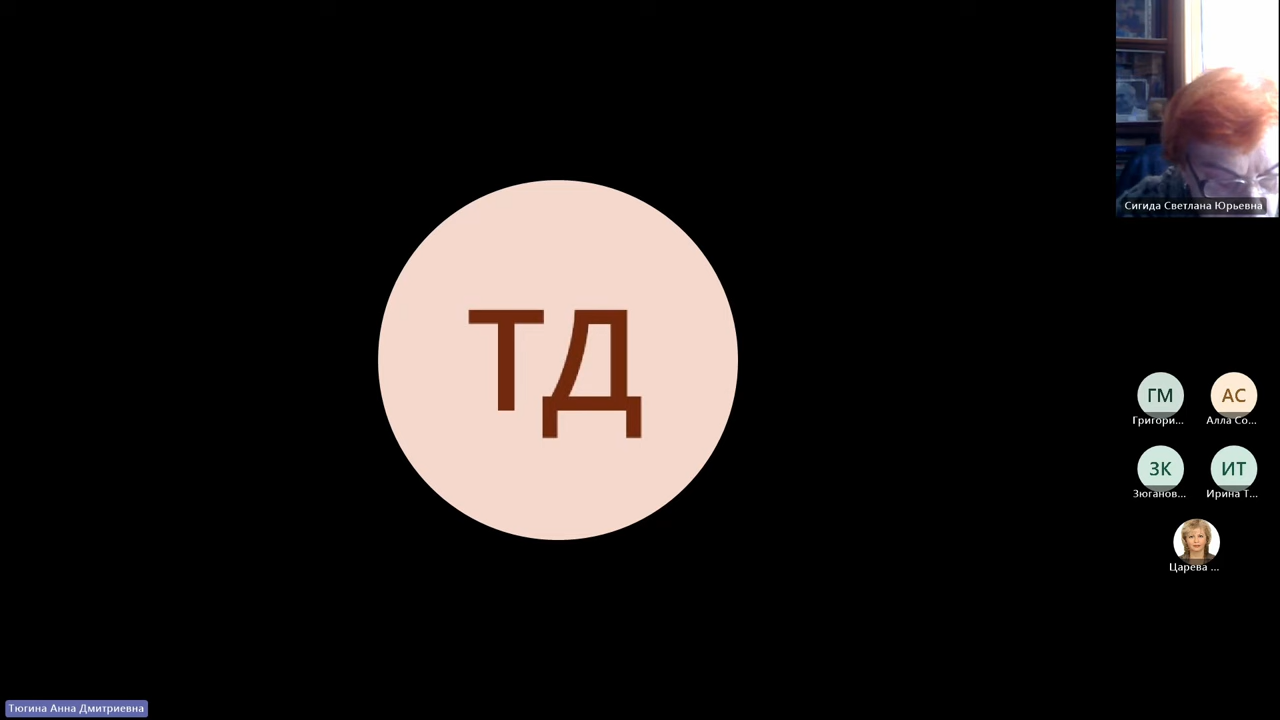 ТД
Сигида Светлана Юрьевна
ГМ
Григори...
АС
Алла Со...
ЗК
Зюганов...
ИТ
Ирина Т...
Царева ...
Тюгина Анна Дмитриевна